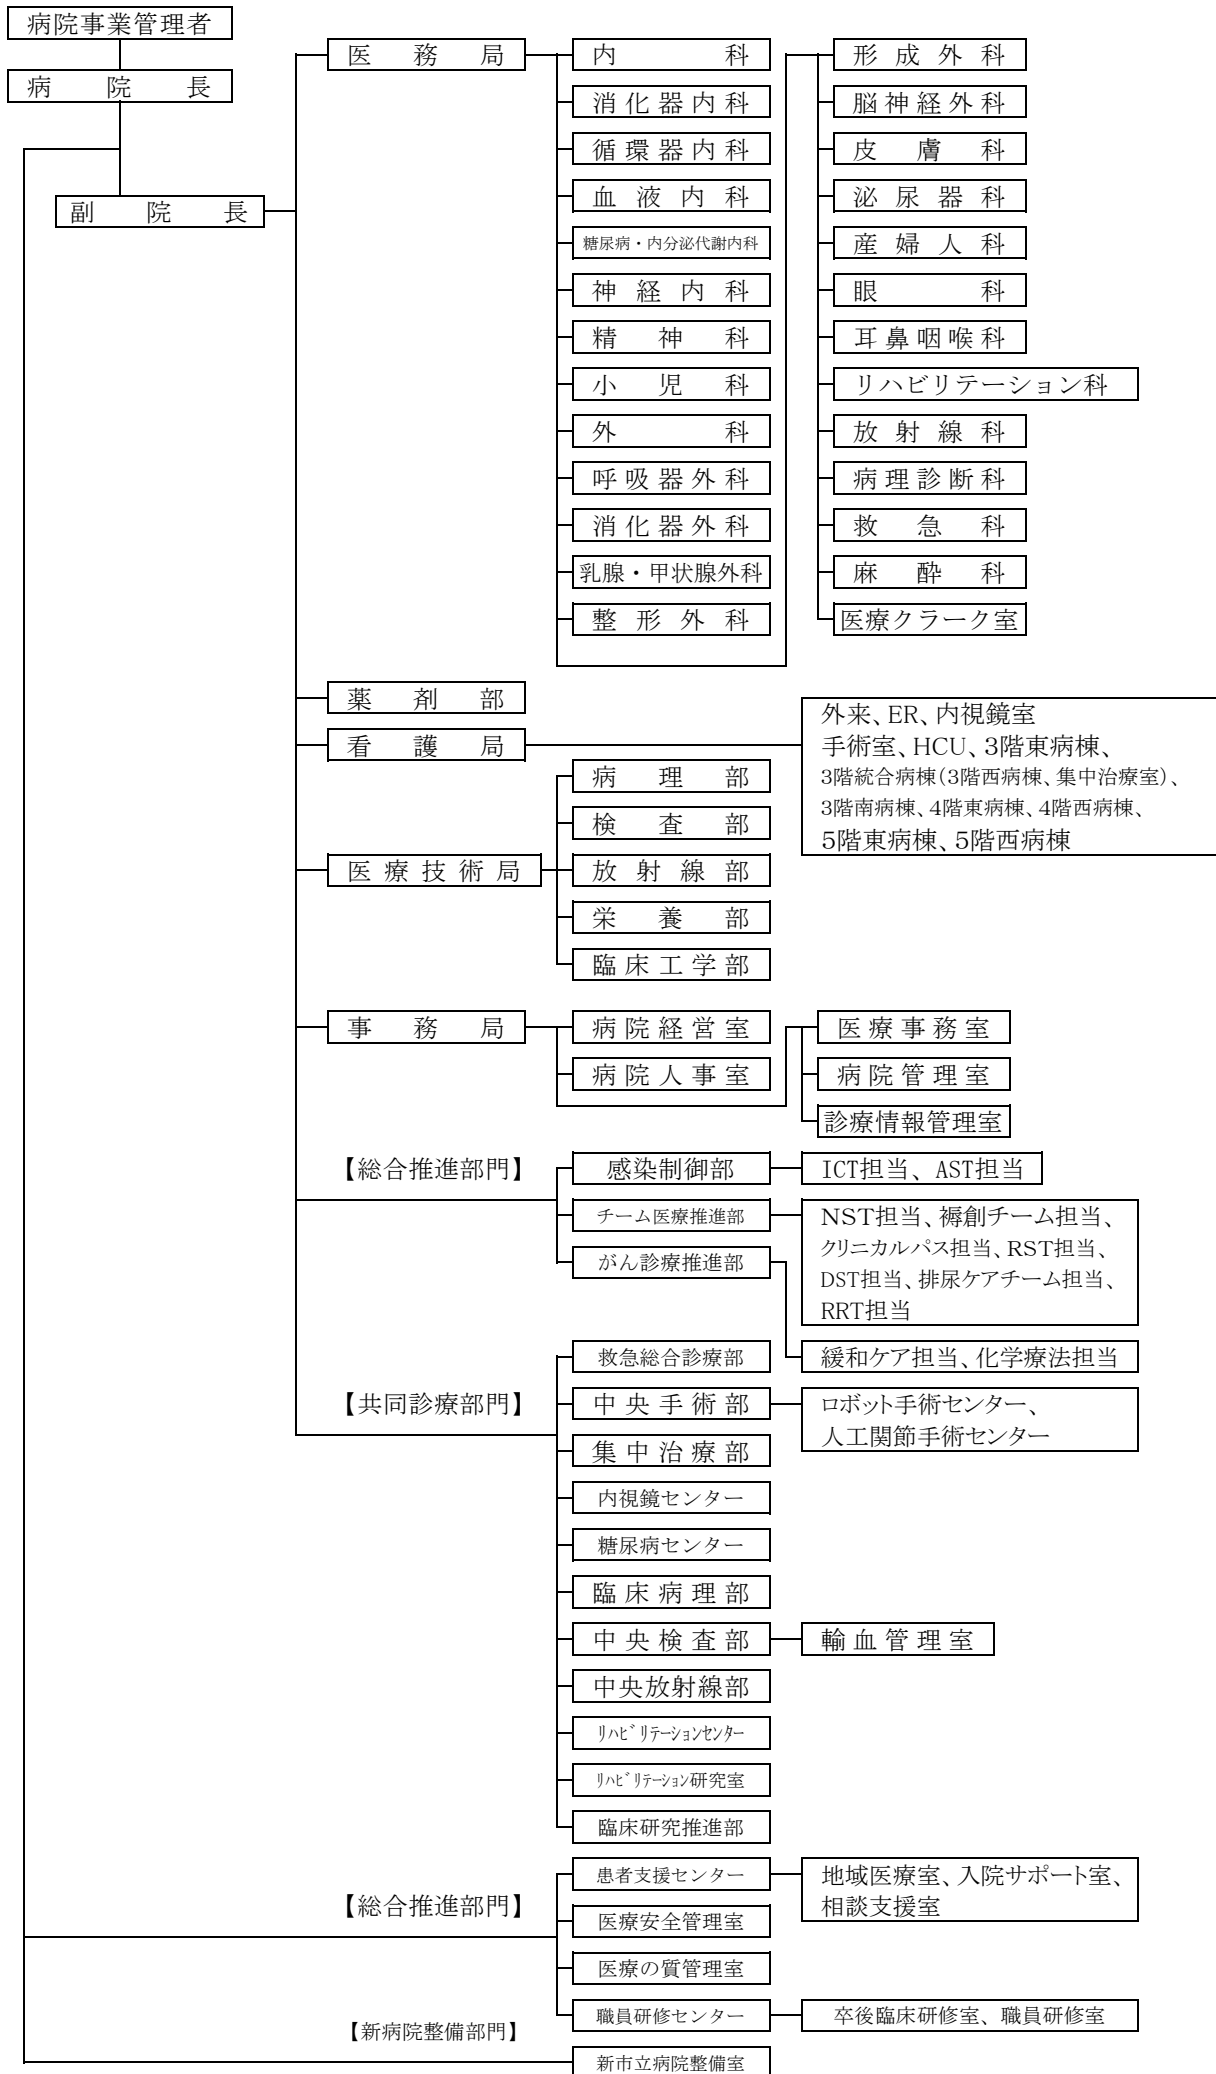 病院事業管理者
病院長
副院長
医務局
内科
消化器内科
循環器内科
血液内科
糖尿病・内分泌代謝内科
神経内科
精神科
小児科
外科
呼吸器外科
消化器外科
乳腺・甲状腺外科
整形外科
形成外科
脳神経外科
皮膚科
泌尿器科
産婦人科
眼科
耳鼻咽喉科
リハビリテーション科
放射線科
病理診断科
救急科
麻酔科
医療クラーク室
薬剤部
看護局
外来、ER、内視鏡室
手術室、HCU、3階東病棟、
3階統合病棟(3階西病棟、集中治療室)、
3階南病棟、4階東病棟、4階西病棟、
5階東病棟、5階西病棟
医療技術局
病理部
検査部
放射線部
栄養部
臨床工学部
事務局
病院経営室
病院人事室
医療事務室
病院管理室
診療情報管理室
【総合推進部門】
感染制御部
ICT担当、AST担当
チーム医療推進部
NST担当、褥創チーム担当、
クリニカルパス担当、RST担当、
DST担当、排尿ケアチーム担当、
RRT担当
がん診療推進部
緩和ケア担当、化学療法担当
【共同診療部門】
救急総合診療部
中央手術部
ロボット手術センター、
人工関節手術センター
集中治療部
内視鏡センター
糖尿病センター
臨床病理部
中央検査部
輸血管理室
中央放射線部
ﾘﾊﾋﾞﾘﾃｰｼｮﾝｾﾝﾀｰ
ﾘﾊﾋﾞﾘﾃｰｼｮﾝ研究室
臨床研究推進部
【総合推進部門】
患者支援センター
地域医療室、入院サポート室、
相談支援室
医療安全管理室
医療の質管理室
職員研修センター
卒後臨床研修室、職員研修室
【新病院整備部門】
新市立病院整備室